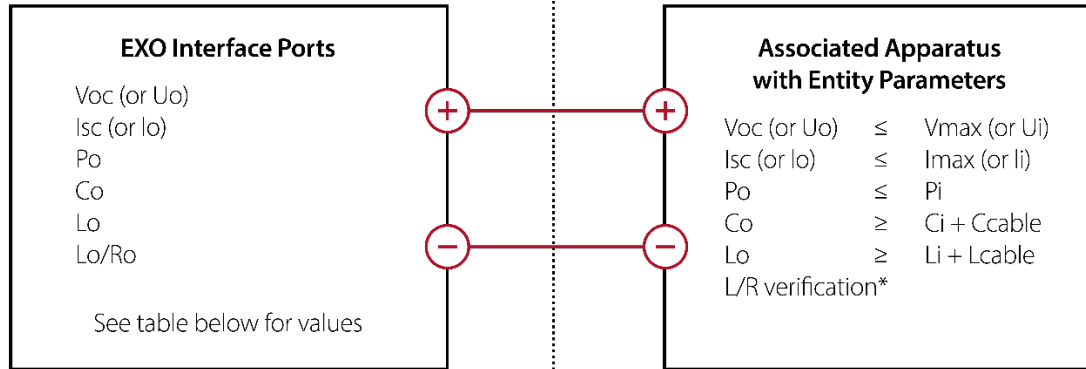 EXO Interface Ports
Voc (or Uo)
Isc (or Io)
Po
Co
Lo
Lo/Ro
See table below for values
+
−
+
−
Associated Apparatus
with Entity Parameters
Voc (or Uo) ≤ Vmax (or Ui)
Isc (or Io) ≤ Imax (or Ii)
Po ≤ Pi
Co ≥ Ci + Ccable
Lo ≥ Li + Lcable
L/R verification*